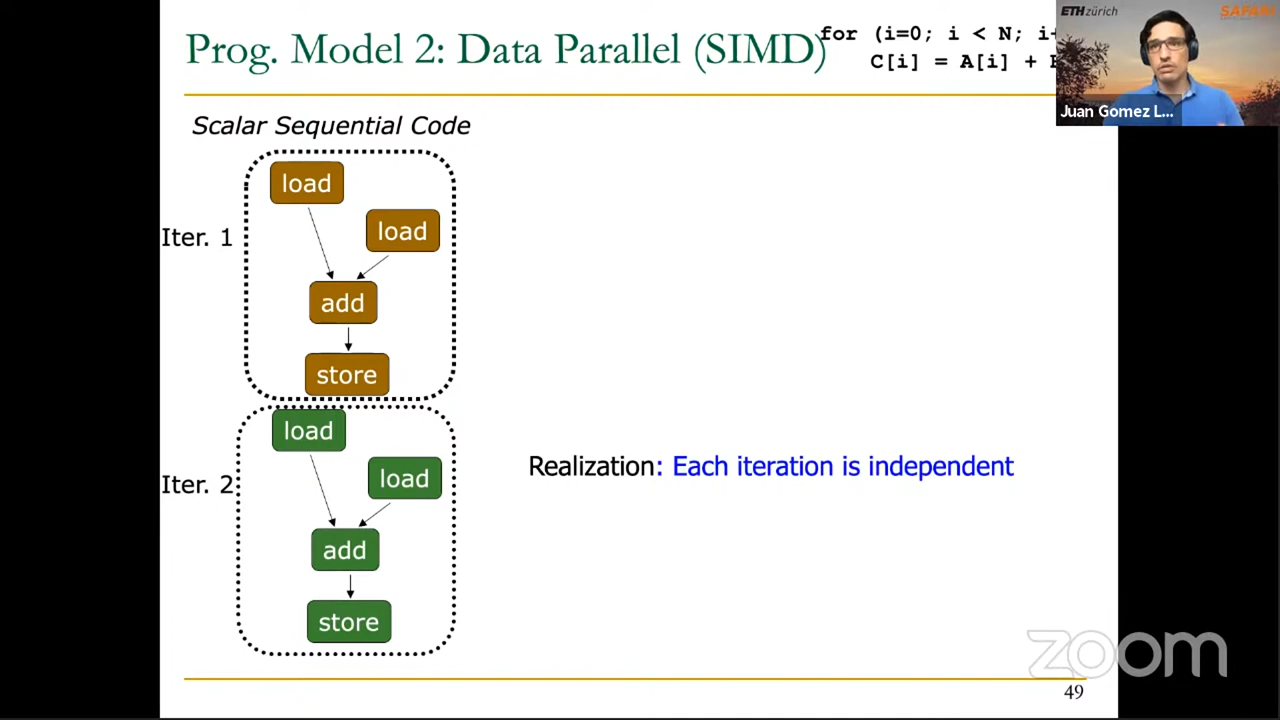 Prog. Model 2: Data Parallel (SIMD)
for (i=0; i < N; i+
C[i] = A[i] +
ETH zürich
SAFARI
Juan Gomez L...
Scalar Sequential Code
Iter. 1
load
load
add
store
Iter. 2
load
load
add
store
Realization: Each iteration is independent
zoom
49